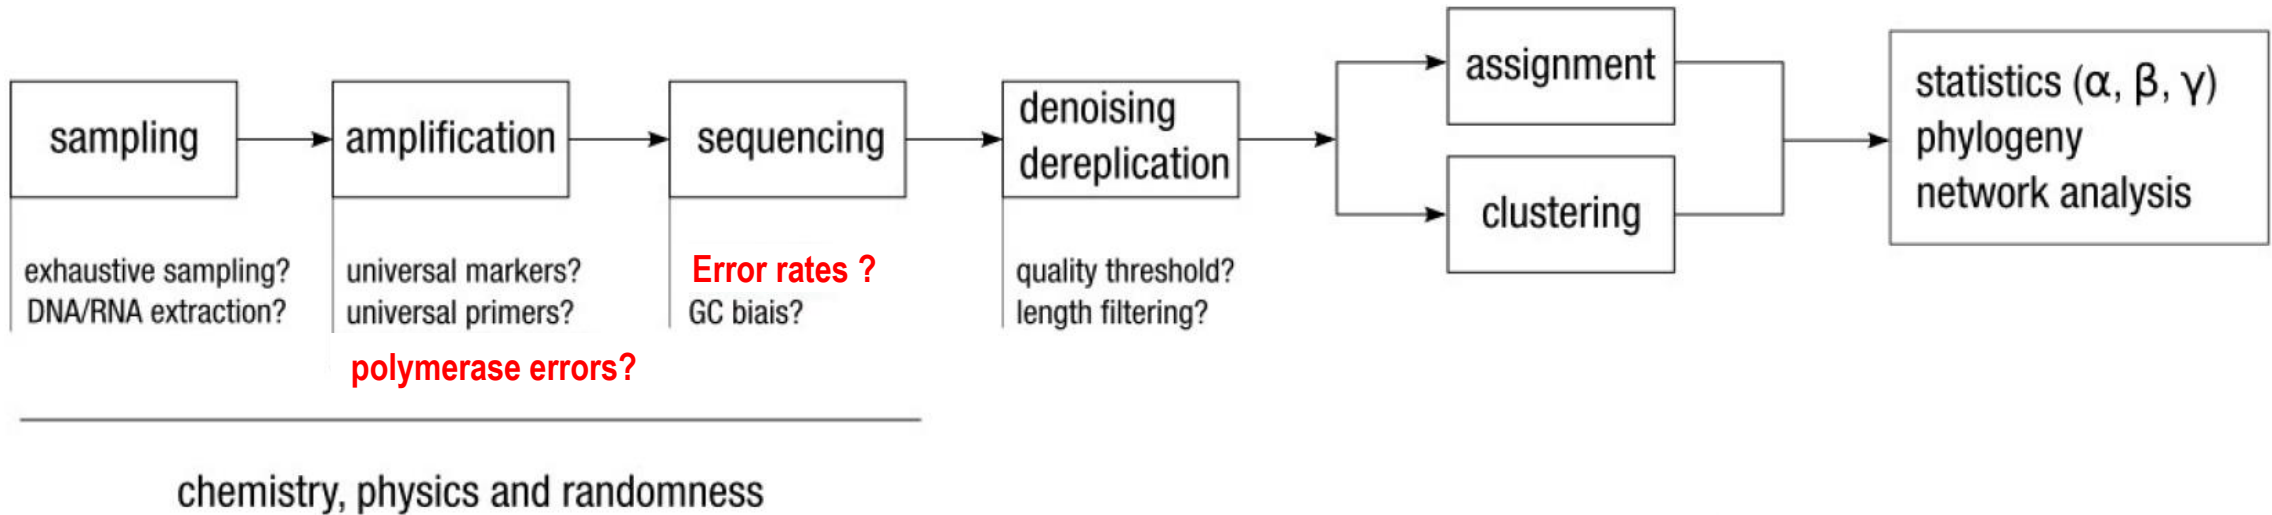 sampling
amplification
sequencing
denoising
dereplication
assignment
clustering
statistics (α, β, γ)
phylogeny
network analysis
exhaustive sampling?
DNA/RNA extraction?
universal markers?
universal primers?
polymerase errors?
Error rates ?
GC biais?
quality threshold?
length filtering?
chemistry, physics and randomness